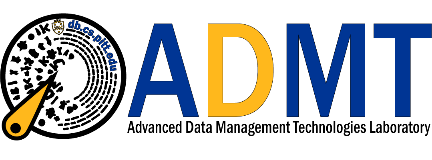 db.cs.pitt.edu
ADMT
Advanced Data Management Technologies Laboratory